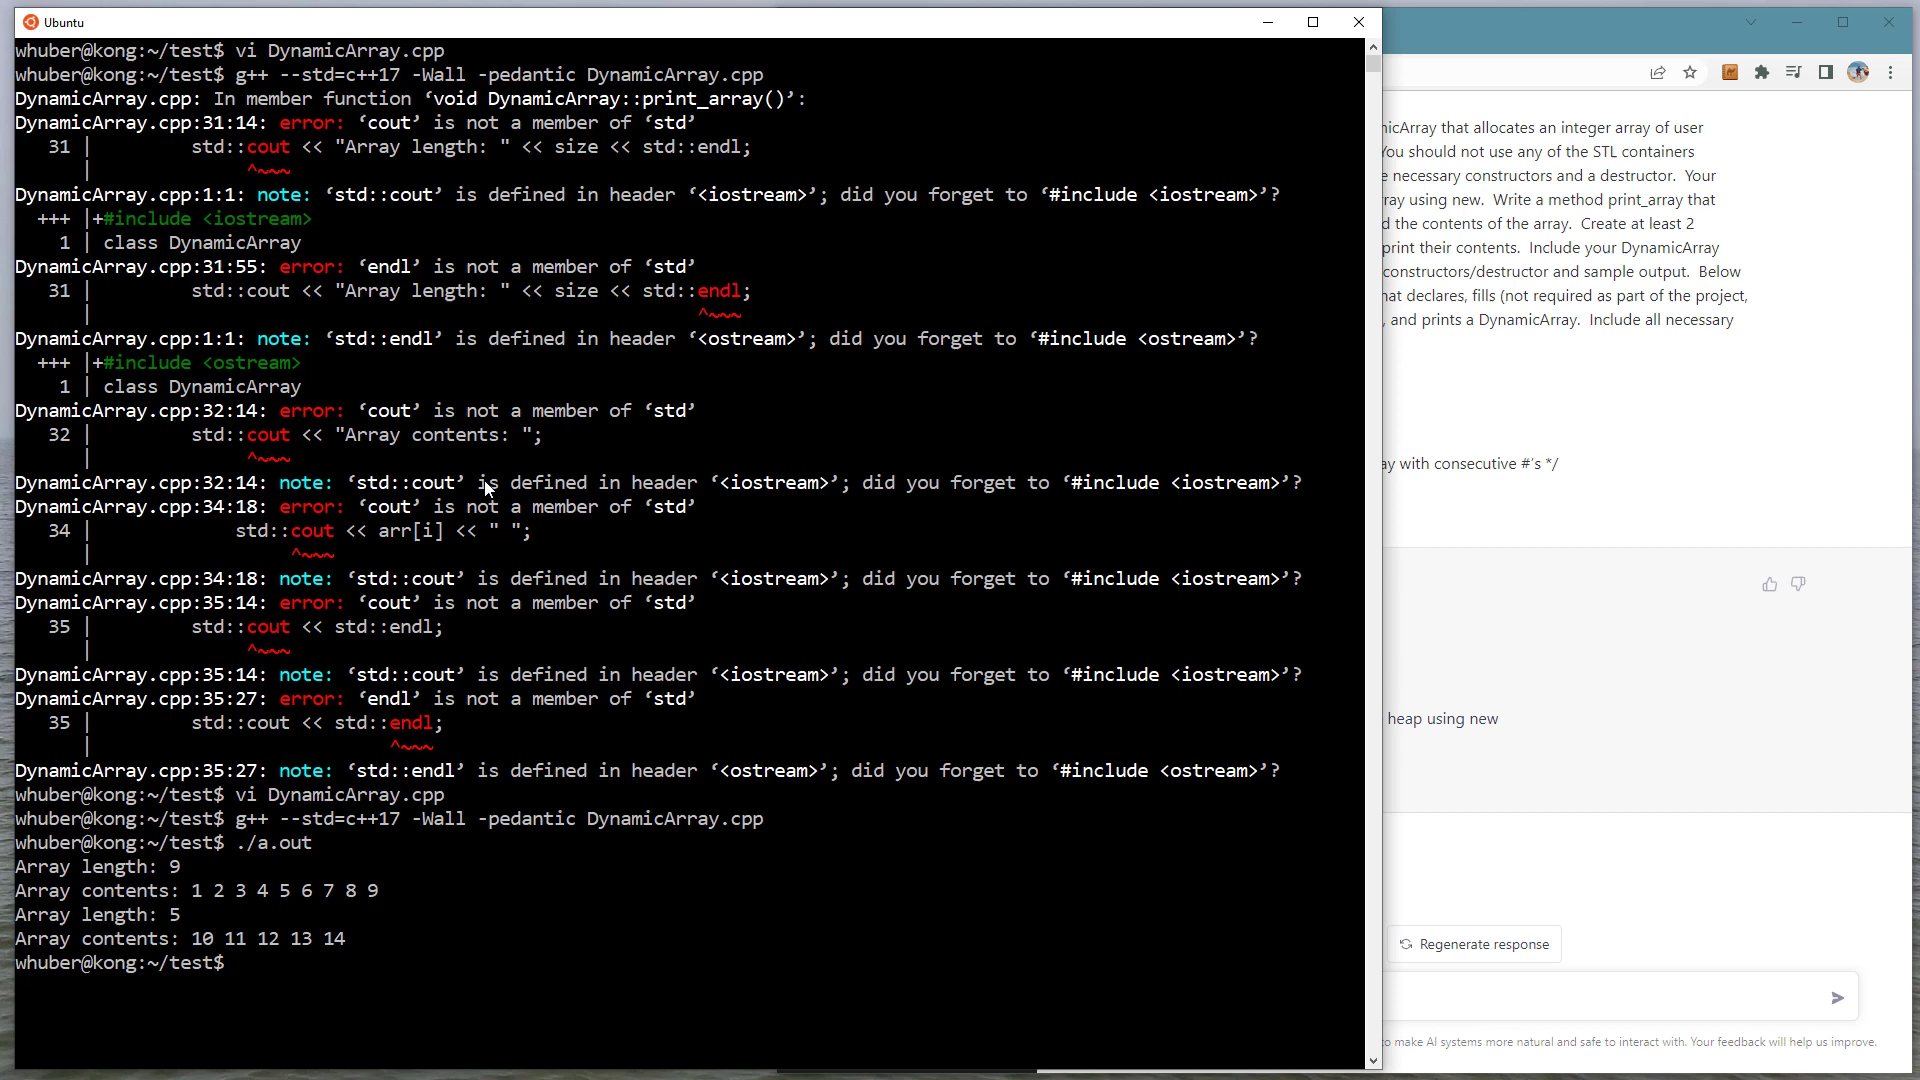 Ubuntu
whuber@kong:~/test$ vi DynamicArray.cpp
whuber@kong:~/test$ g++ --std=c++17 -Wall -pedantic DynamicArray.cpp
DynamicArray.cpp: In member function ‘void DynamicArray::print_array()’:
DynamicArray.cpp:31:14: error: ‘cout’ is not a member of ‘std’
31 | std::cout << "Array length: " << size << std::endl;
| ^~~~
DynamicArray.cpp:1:1: note: ‘std::cout’ is defined in header ‘<iostream>’; did you forget to ‘#include <iostream>’?
+++ |+#include <iostream>
1 | class DynamicArray
DynamicArray.cpp:31:55: error: ‘endl’ is not a member of ‘std’
31 | std::cout << "Array length: " << size << std::endl;
| ^~~~
DynamicArray.cpp:1:1: note: ‘std::endl’ is defined in header ‘<ostream>’; did you forget to ‘#include <ostream>’?
+++ |+#include <ostream>
1 | class DynamicArray
DynamicArray.cpp:32:14: error: ‘cout’ is not a member of ‘std’
32 | std::cout << "Array contents: ";
| ^~~~
DynamicArray.cpp:32:14: note: ‘std::cout’ is defined in header ‘<iostream>’; did you forget to ‘#include <iostream>’?
DynamicArray.cpp:34:18: error: ‘cout’ is not a member of ‘std’
34 | std::cout << arr[i] << " ";
| ^~~~
DynamicArray.cpp:34:18: note: ‘std::cout’ is defined in header ‘<iostream>’; did you forget to ‘#include <iostream>’?
DynamicArray.cpp:35:14: error: ‘cout’ is not a member of ‘std’
35 | std::cout << std::endl;
| ^~~~
DynamicArray.cpp:35:14: note: ‘std::cout’ is defined in header ‘<iostream>’; did you forget to ‘#include <iostream>’?
DynamicArray.cpp:35:27: error: ‘endl’ is not a member of ‘std’
35 | std::cout << std::endl;
| ^~~~
DynamicArray.cpp:35:27: note: ‘std::endl’ is defined in header ‘<ostream>’; did you forget to ‘#include <ostream>’?
whuber@kong:~/test$ vi DynamicArray.cpp
whuber@kong:~/test$ g++ --std=c++17 -Wall -pedantic DynamicArray.cpp
whuber@kong:~/test$ ./a.out
Array length: 9
Array contents: 1 2 3 4 5 6 7 8 9
Array length: 5
Array contents: 10 11 12 13 14
whuber@kong:~/test$
icArray that allocates an integer array of user
You should not use any of the STL containers
e necessary constructors and a destructor. Your
ray using new. Write a method print_array that
d the contents of the array. Create at least 2
print their contents. Include your DynamicArray
constructors/destructor and sample output. Below
at declares, fills (not required as part of the project,
, and prints a DynamicArray. Include all necessary
ay with consecutive #'s */
heap using new
Regenerate response
to make AI systems more natural and safe to interact with. Your feedback will help us improve.